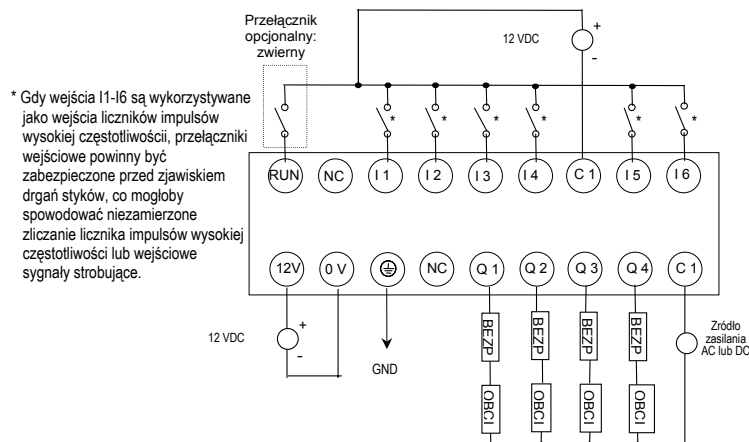 Przełącznik
opcjonalny:
zwierny
12 VDC
+
-
* Gdy wejścia I1-I6 są wykorzystywane
jako wejścia liczników impulsów
wysokiej częstotliwościi, przełączniki
wejściowe powinny być
zabezpieczone przed zjawiskiem
drgań styków, co mogłoby
spowodować niezamierzone
zliczanie licznika impulsów wysokiej
częstotliwości lub wejściowe
sygnały strobujące.
* * * * * *
RUN NC I 1 I 2 I 3 I 4 C 1 I 5 I 6
12V 0 V NC Q 1 Q 2 Q 3 Q 4 C 1
12 VDC
+
-
GND
BEZP BEZP BEZP BEZP
Zródło
zasilania
AC lub DC
OBCI OBCI OBCI OBCI